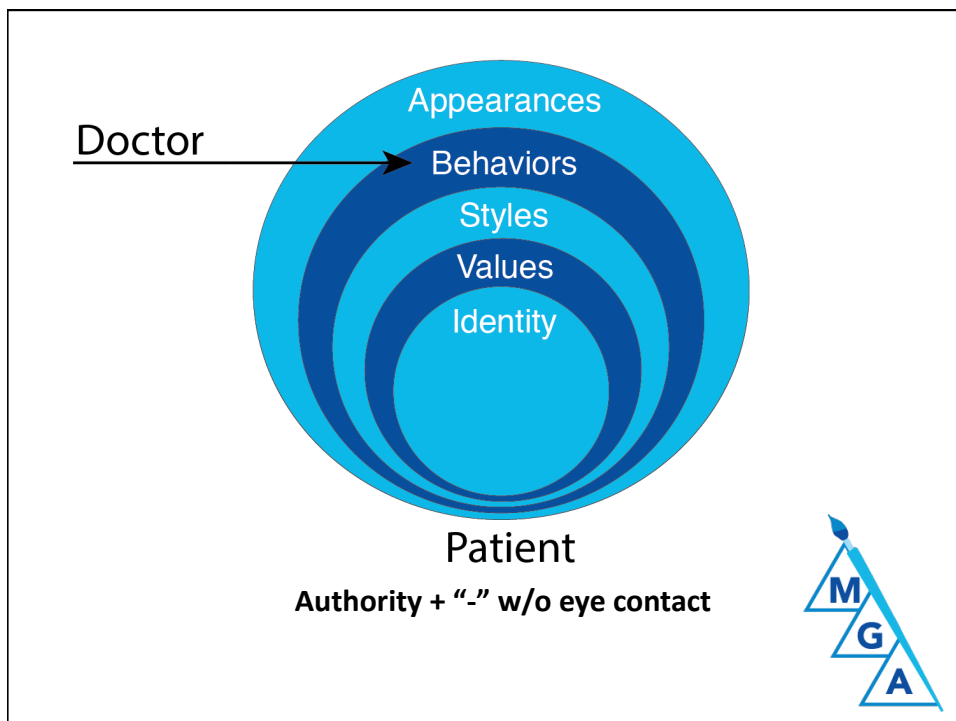 Appearances
Doctor
Behaviors
Styles
Values
Identity
Patient
Authority + “-” w/o eye contact
M
G
A